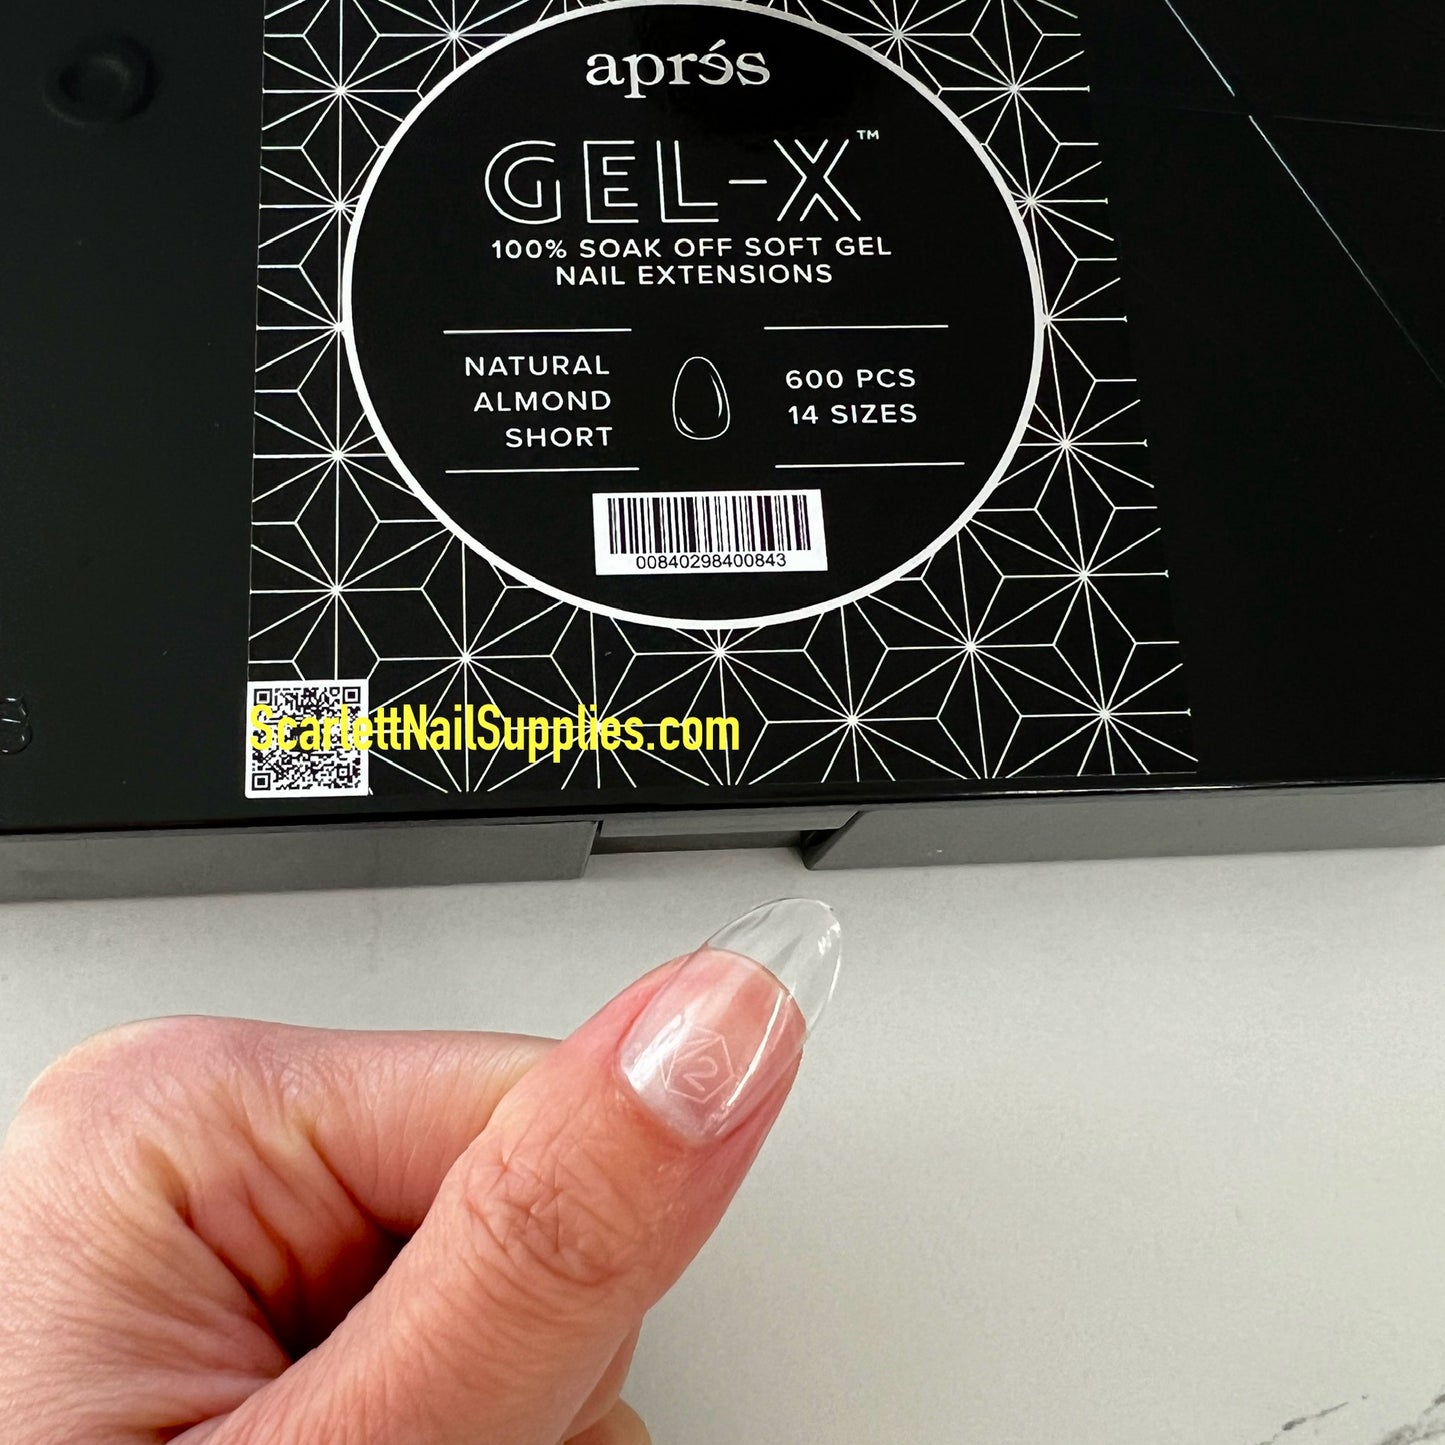 aprés
GEL-X™
100% SOAK OFF SOFT GEL
NAIL EXTENSIONS
NATURAL
ALMOND
SHORT
600 PCS
14 SIZES
00840298400843
ScarlettNailSupplies.com
2